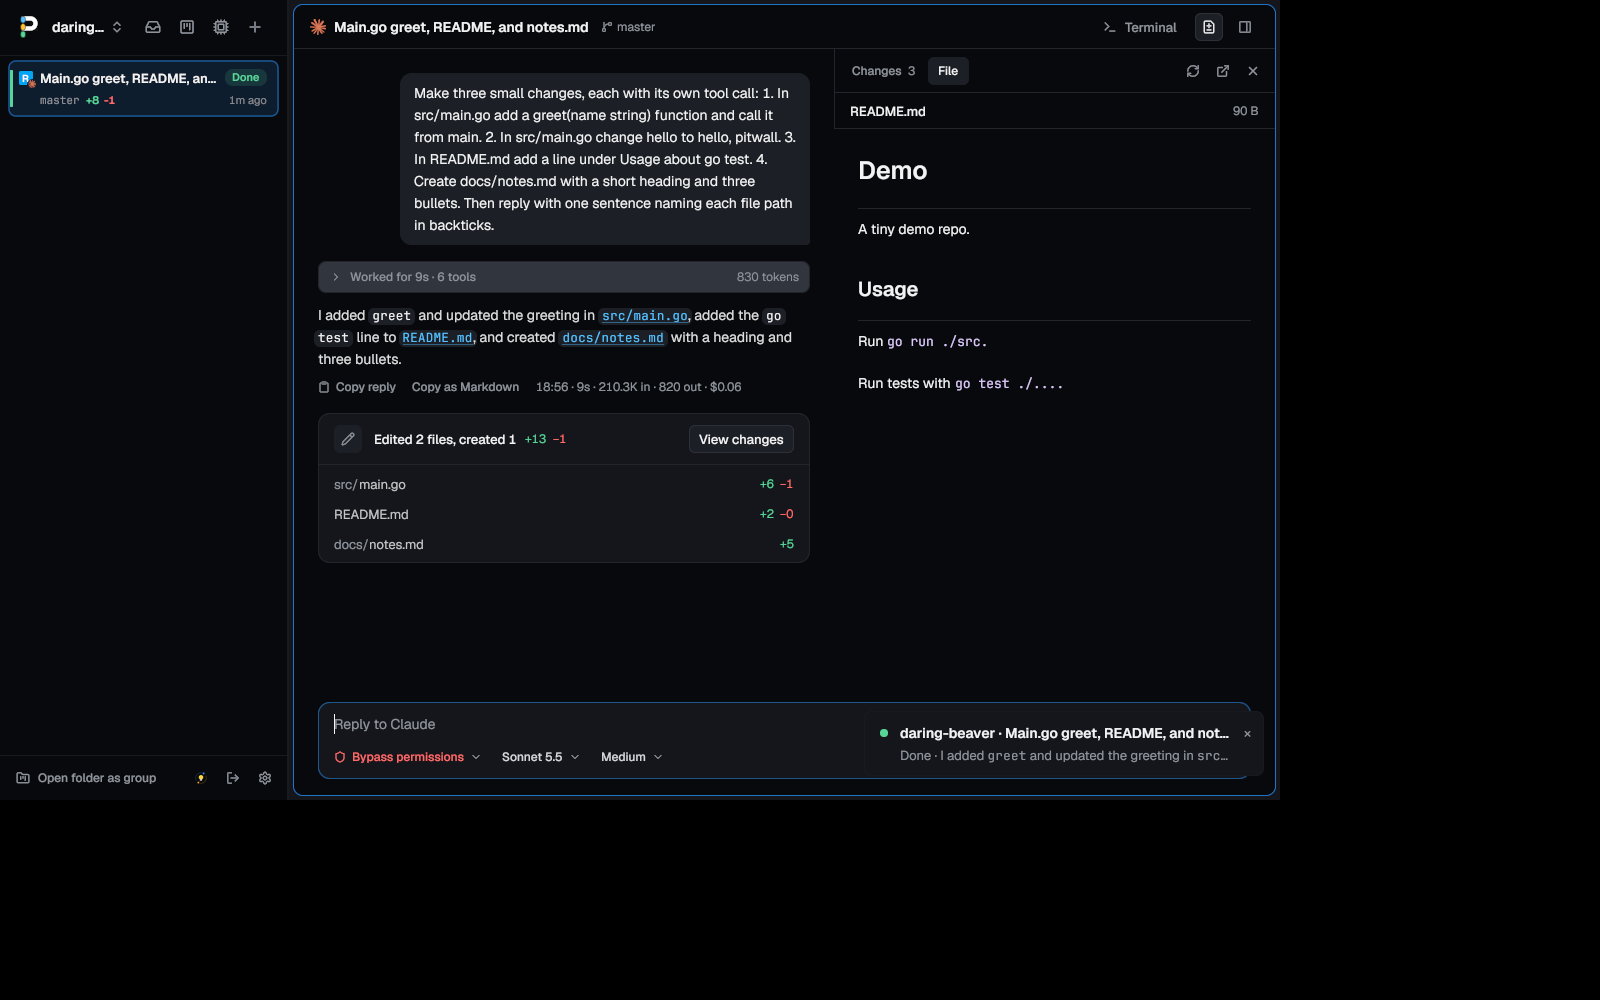 daring...
Main.go greet, README, an... Done
master +8 -1 1m ago
Open folder as group
Main.go greet, README, and notes.md master
Terminal
Make three small changes, each with its own tool call: 1. In
src/main.go add a greet(name string) function and call it
from main. 2. In src/main.go change hello to hello, pitwall. 3.
In README.md add a line under Usage about go test. 4.
Create docs/notes.md with a short heading and three
bullets. Then reply with one sentence naming each file path
in backticks.
Worked for 9s · 6 tools 830 tokens
I added greet and updated the greeting in src/main.go, added the go
test line to README.md, and created docs/notes.md with a heading and
three bullets.
Copy reply Copy as Markdown 18:56 · 9s · 210.3K in · 820 out · $0.06
Edited 2 files, created 1 +13 −1 View changes
src/main.go +6 −1
README.md +2 −0
docs/notes.md +5
Reply to Claude
Bypass permissions Sonnet 5.5 Medium
Changes 3 File
README.md 90 B
Demo
A tiny demo repo.
Usage
Run go run ./src.
Run tests with go test ./....
daring-beaver · Main.go greet, README, and not... ×
Done · I added greet and updated the greeting in src...